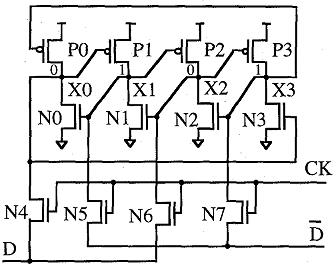 P0 P1 P2 P3
0 1 0 1
X0 X1 X2 X3
N0 N1 N2 N3
CK
N4 N5 N6 N7
D D̅